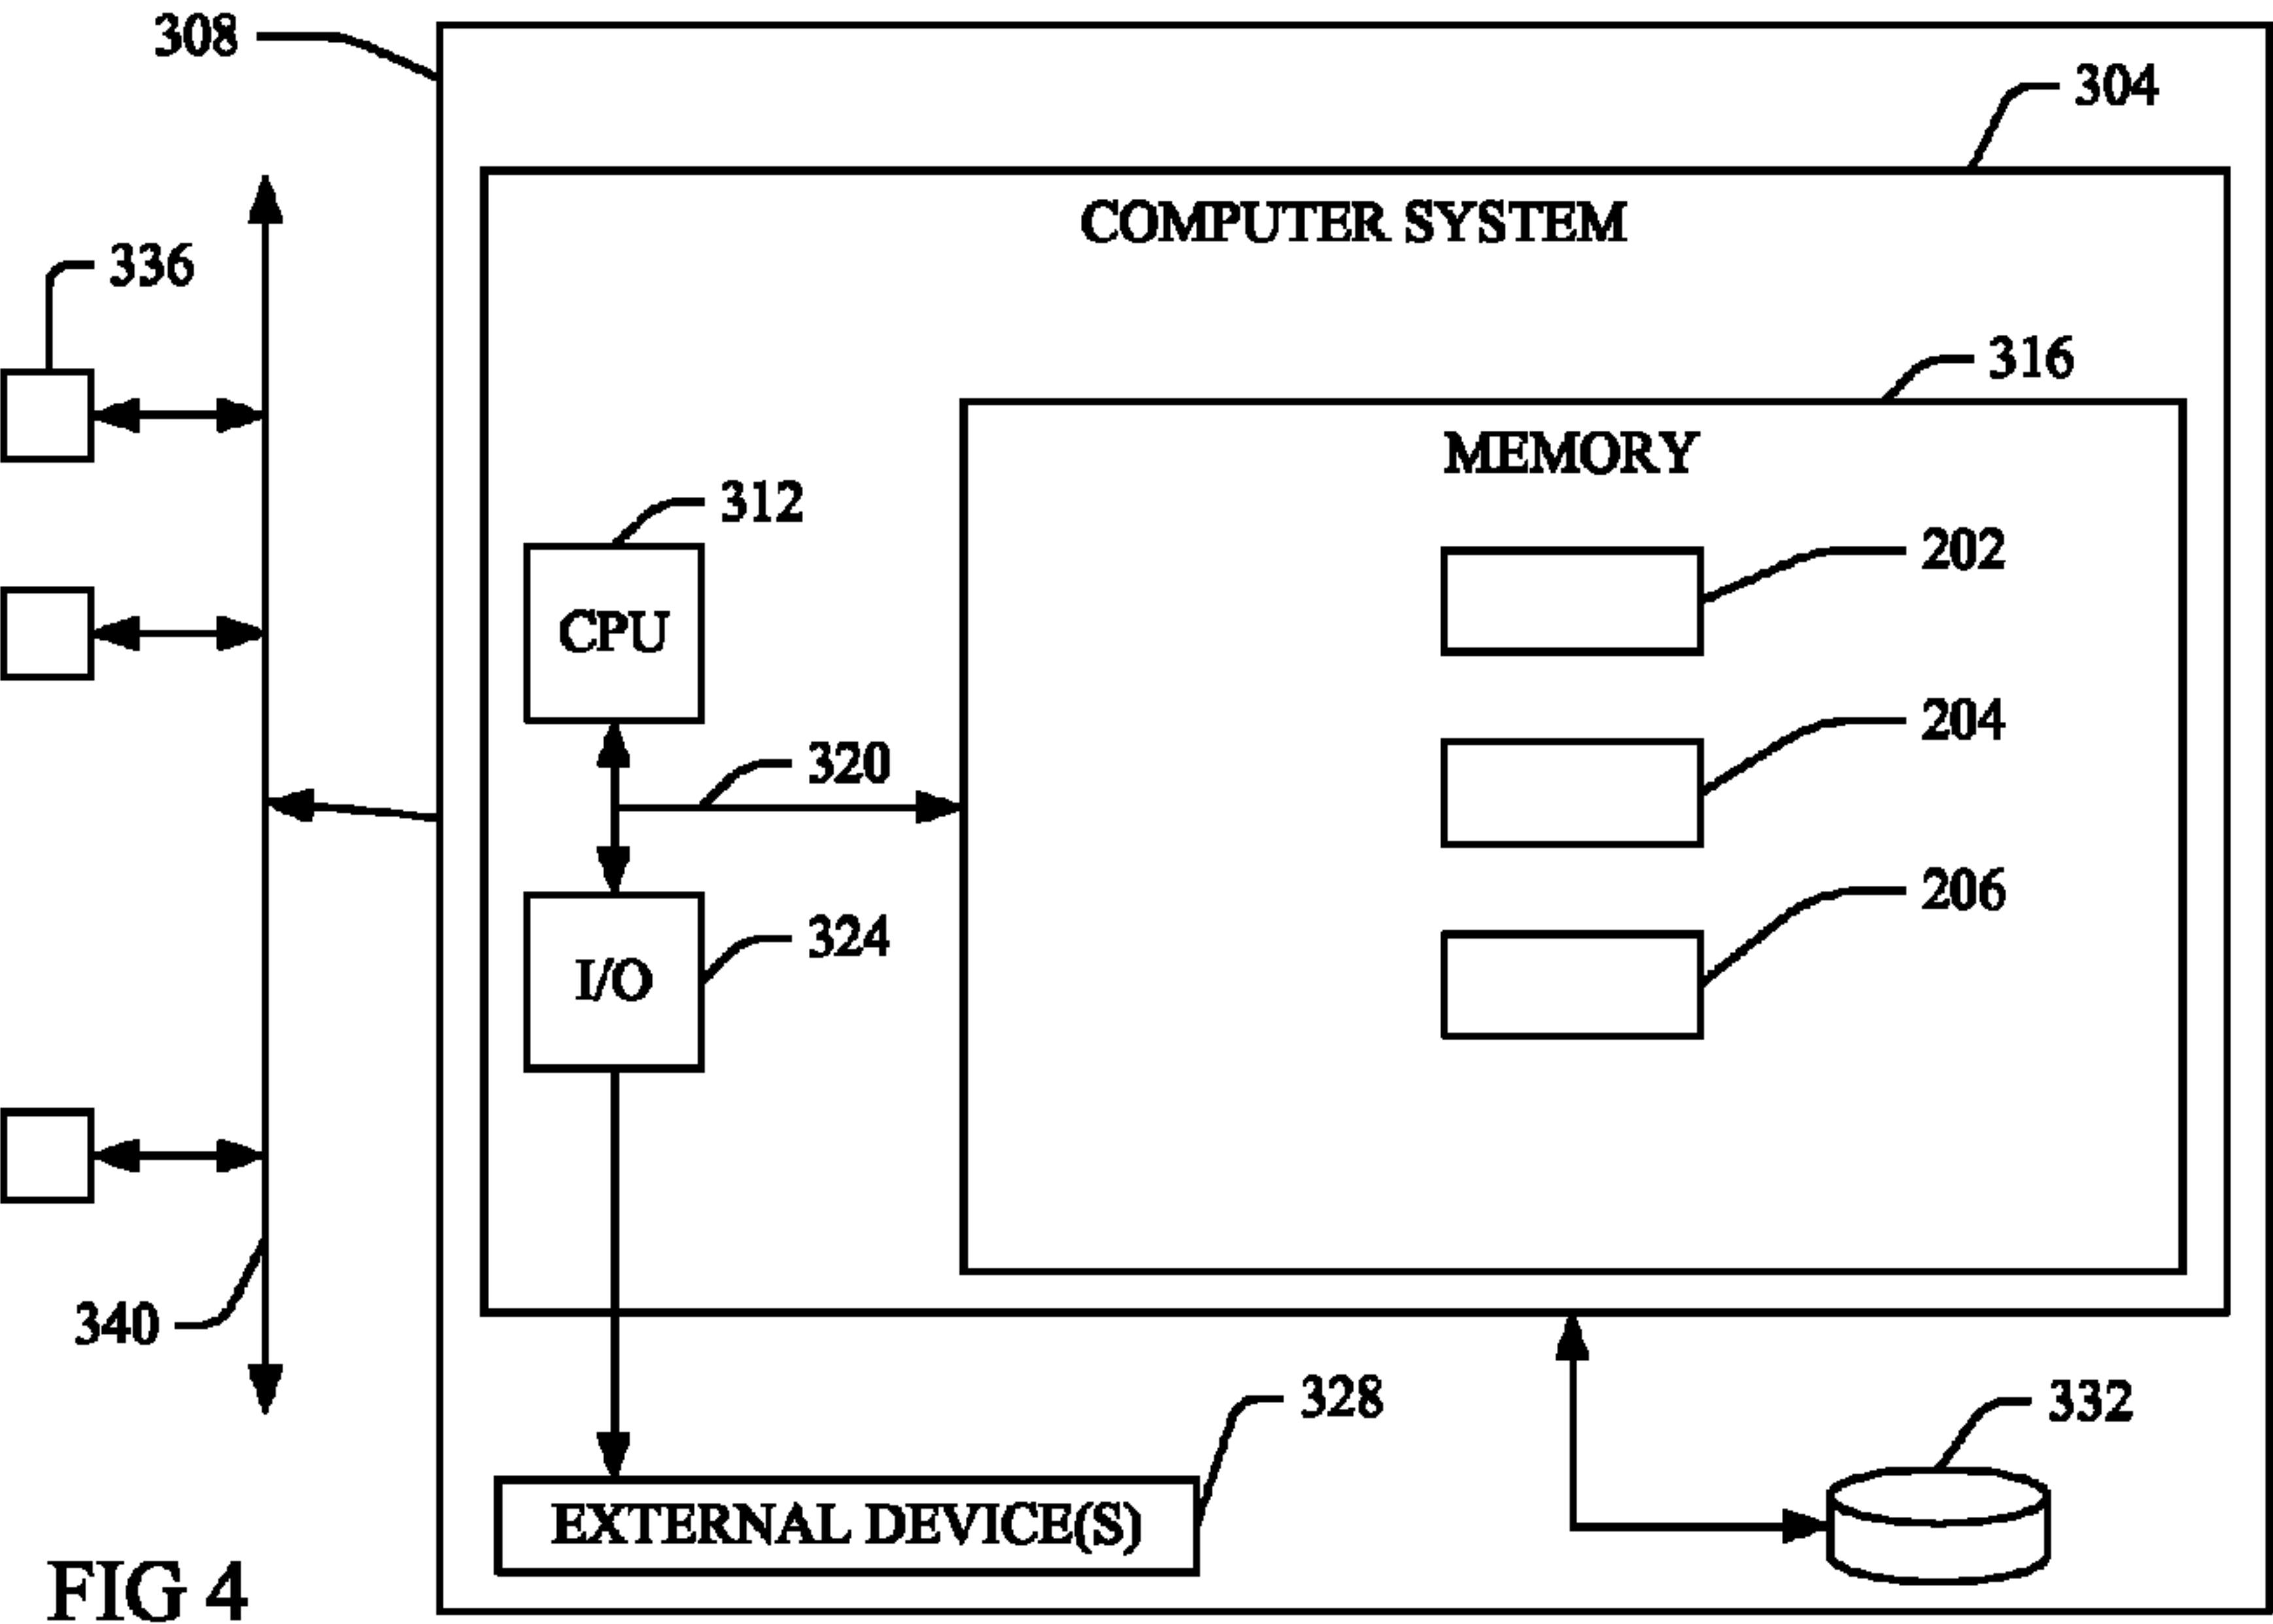 308
304
COMPUTER SYSTEM
336
316
MEMORY
312
202
CPU
204
320
206
324
I/O
340
328
332
EXTERNAL DEVICE(S)
FIG 4